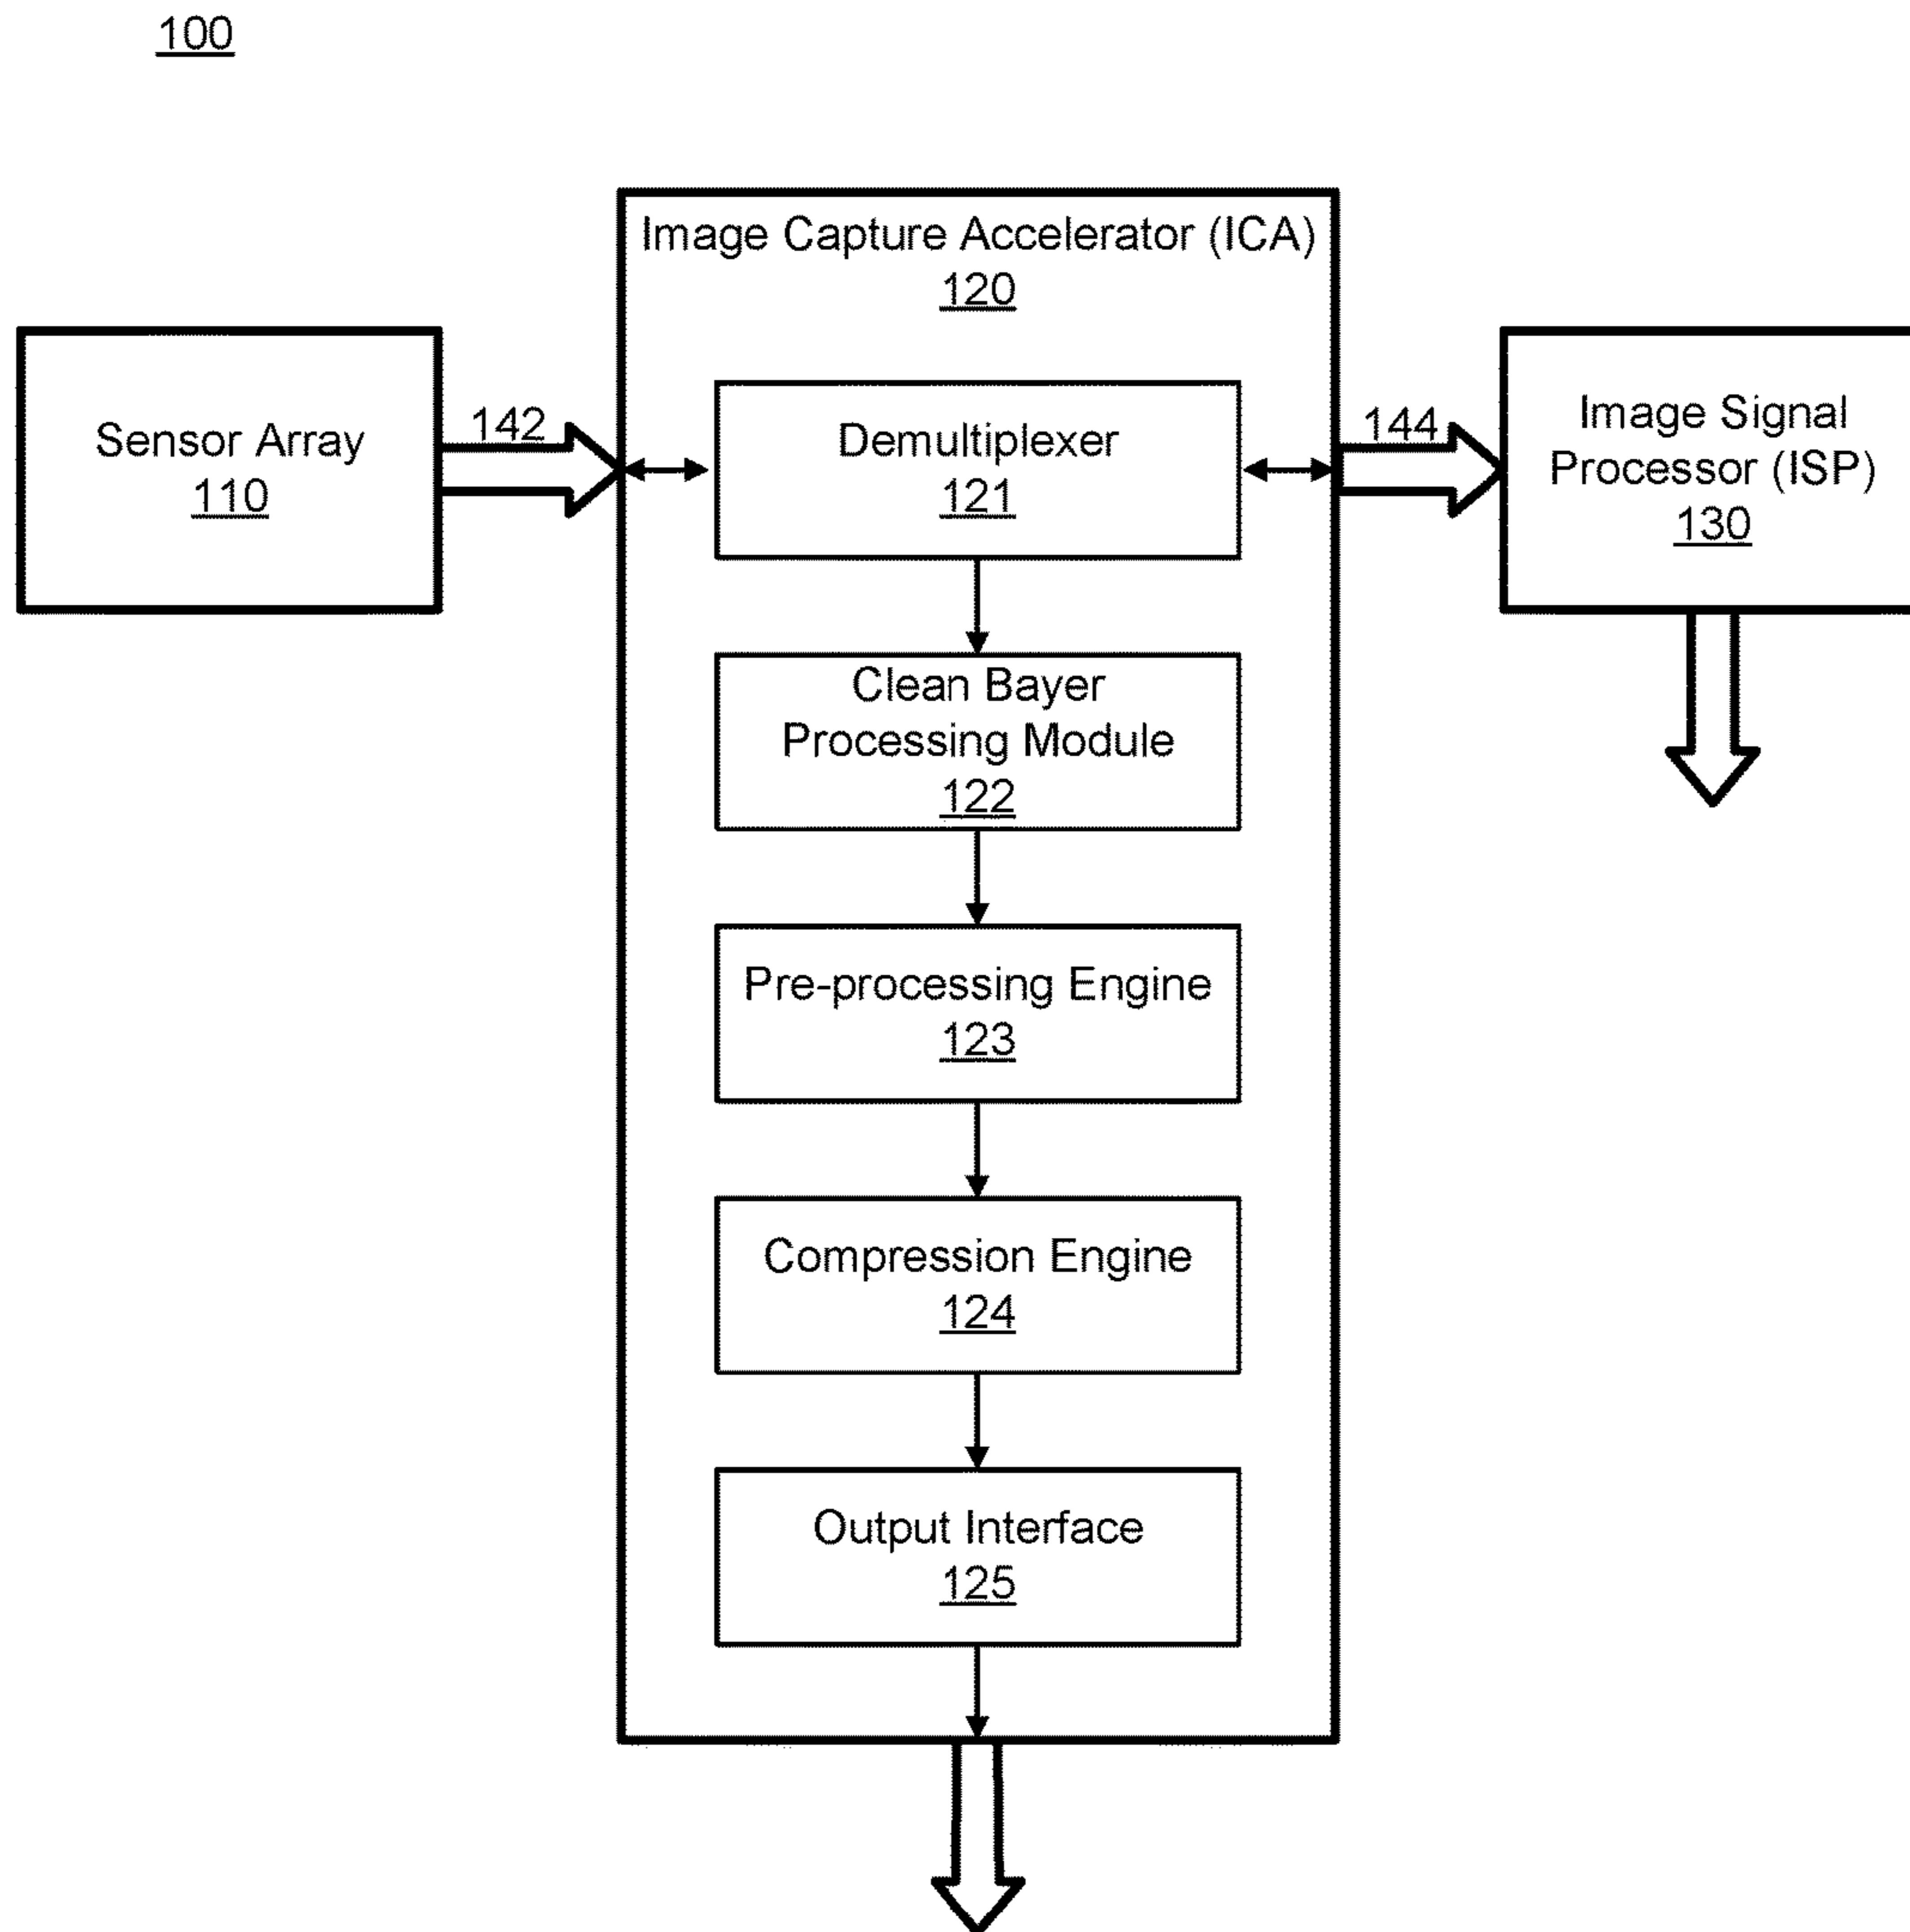 100
Image Capture Accelerator (ICA)
120
Sensor Array
110
142
Demultiplexer
121
144
Image Signal
Processor (ISP)
130
Clean Bayer
Processing Module
122
Pre-processing Engine
123
Compression Engine
124
Output Interface
125